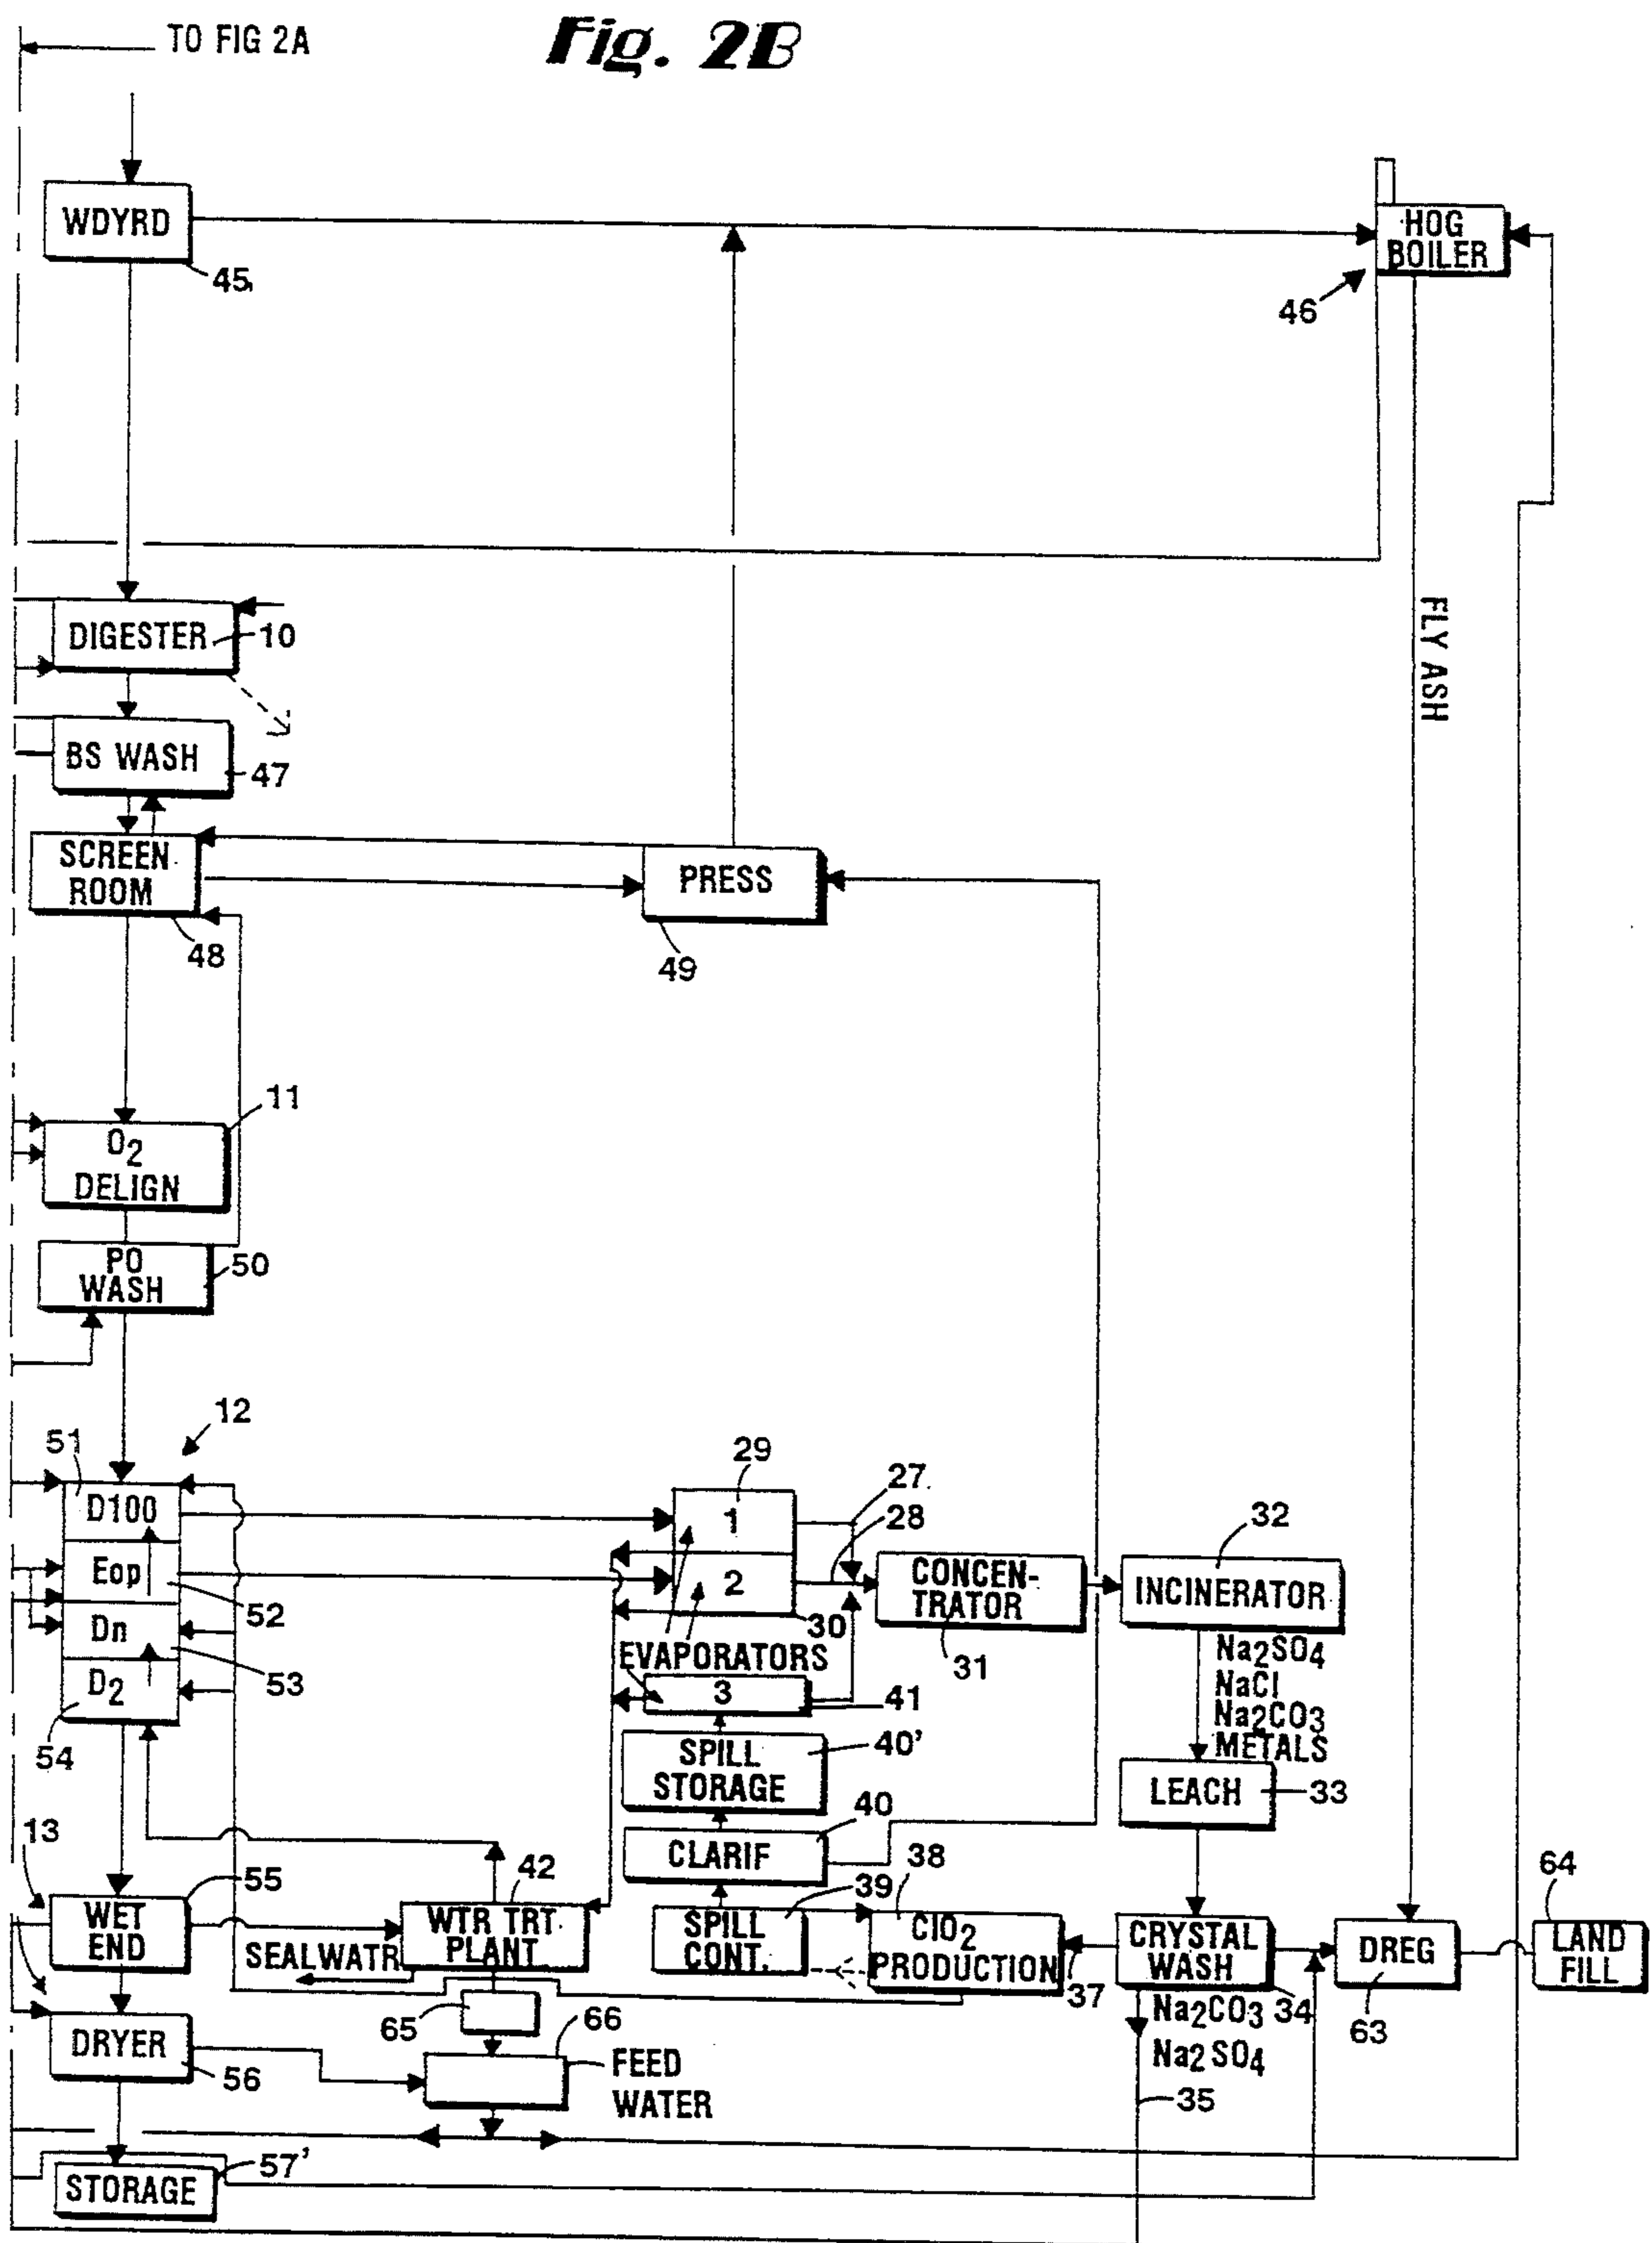 TO FIG 2A
Fig. 2B
WDYRD
45
HOG
BOILER
46
FLY ASH
DIGESTER
10
BS WASH
47
SCREEN
ROOM
48
PRESS
49
11
O2
DELIGN
PO
WASH
50
12
51
D100
Eop
52
Dn
53
D2
54
29
1
2
27
28
30
EVAPORATORS
3
41
CONCEN-
TRATOR
31
32
INCINERATOR
Na2SO4
NaCl
Na2CO3
METALS
SPILL
STORAGE
40'
LEACH
33
CLARIF
40
13
WET
END
55
WTR TRT
PLANT
42
SEALWATR
SPILL
CONT.
39
38
ClO2
PRODUCTION
37
CRYSTAL
WASH
34
Na2CO3
Na2SO4
35
DREG
63
64
LAND
FILL
65
66
FEED
WATER
DRYER
56
STORAGE
57'